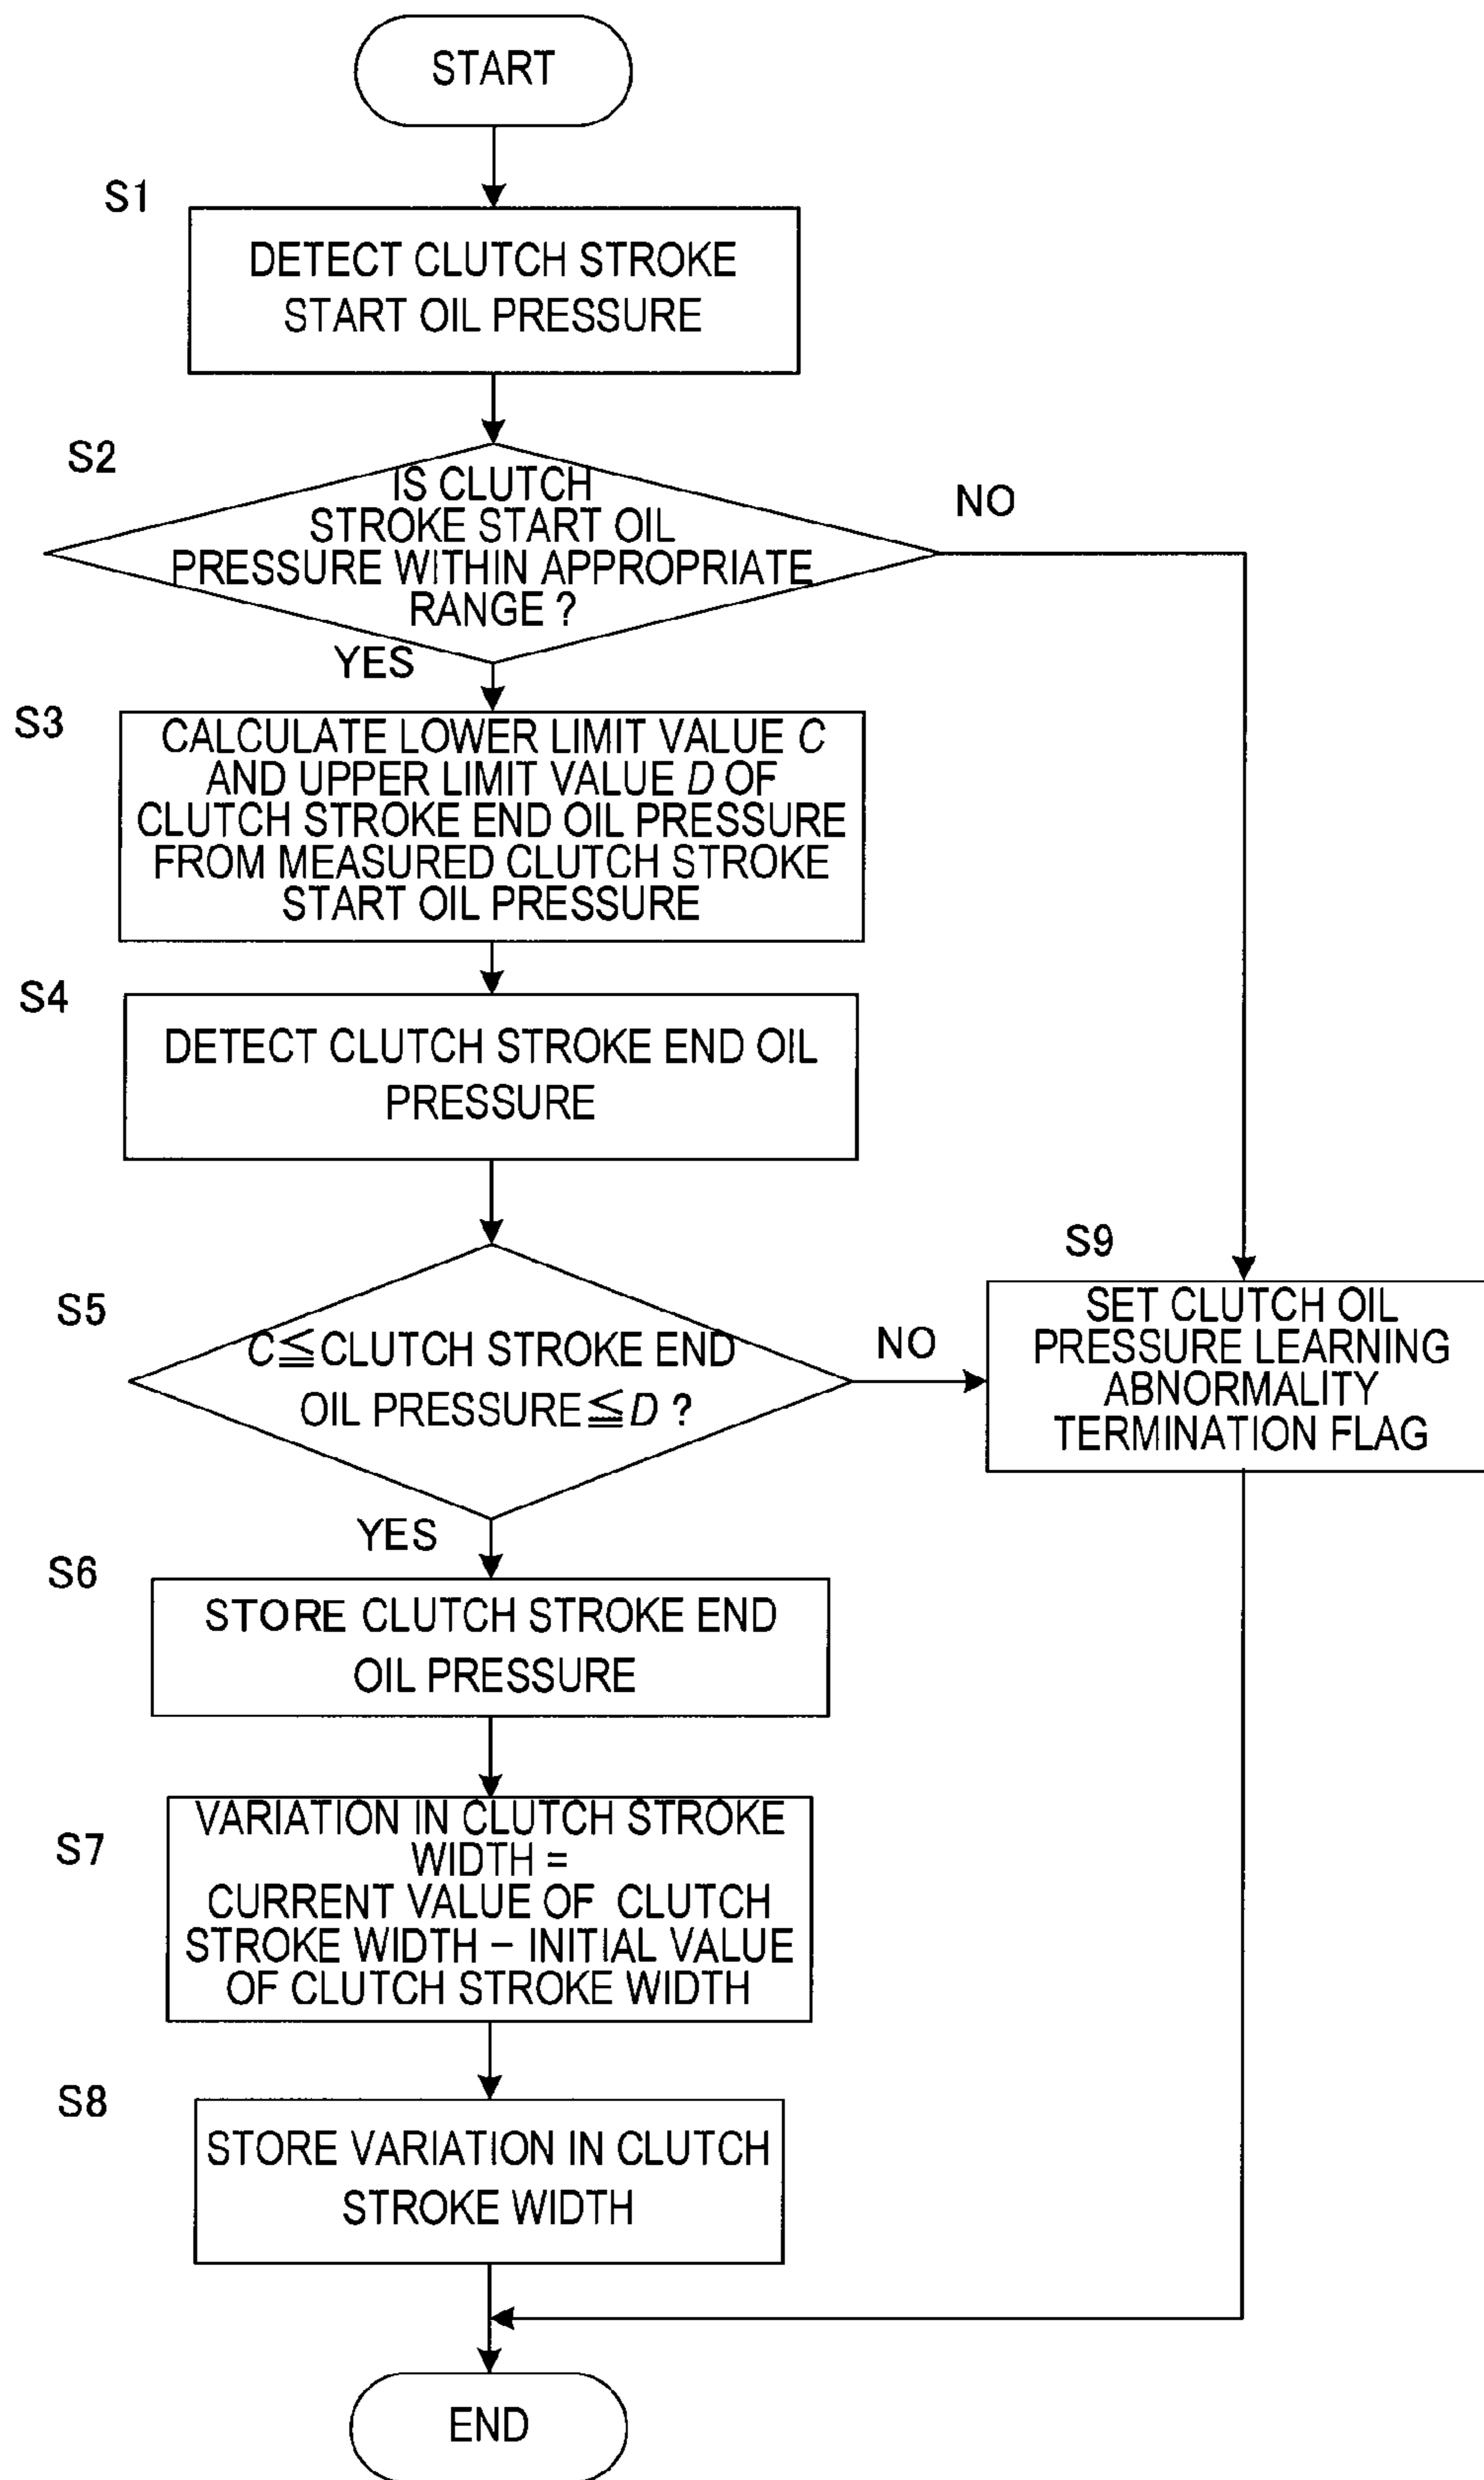 START
S1
DETECT CLUTCH STROKE
START OIL PRESSURE
S2
IS CLUTCH
STROKE START OIL
PRESSURE WITHIN APPROPRIATE
RANGE ?
NO
YES
S3
CALCULATE LOWER LIMIT VALUE C
AND UPPER LIMIT VALUE D OF
CLUTCH STROKE END OIL PRESSURE
FROM MEASURED CLUTCH STROKE
START OIL PRESSURE
S4
DETECT CLUTCH STROKE END OIL
PRESSURE
S5
C≦CLUTCH STROKE END
OIL PRESSURE≦D ?
NO
YES
S9
SET CLUTCH OIL
PRESSURE LEARNING
ABNORMALITY
TERMINATION FLAG
S6
STORE CLUTCH STROKE END
OIL PRESSURE
S7
VARIATION IN CLUTCH STROKE
WIDTH =
CURRENT VALUE OF CLUTCH
STROKE WIDTH − INITIAL VALUE
OF CLUTCH STROKE WIDTH
S8
STORE VARIATION IN CLUTCH
STROKE WIDTH
END